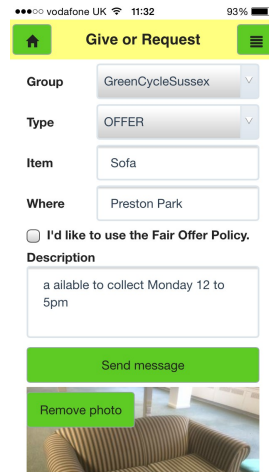 vodafone UK 11:32 93%
Give or Request
Group GreenCycleSussex
Type OFFER
Item Sofa
Where Preston Park
I'd like to use the Fair Offer Policy.
Description
a ailable to collect Monday 12 to
5pm
Send message
Remove photo